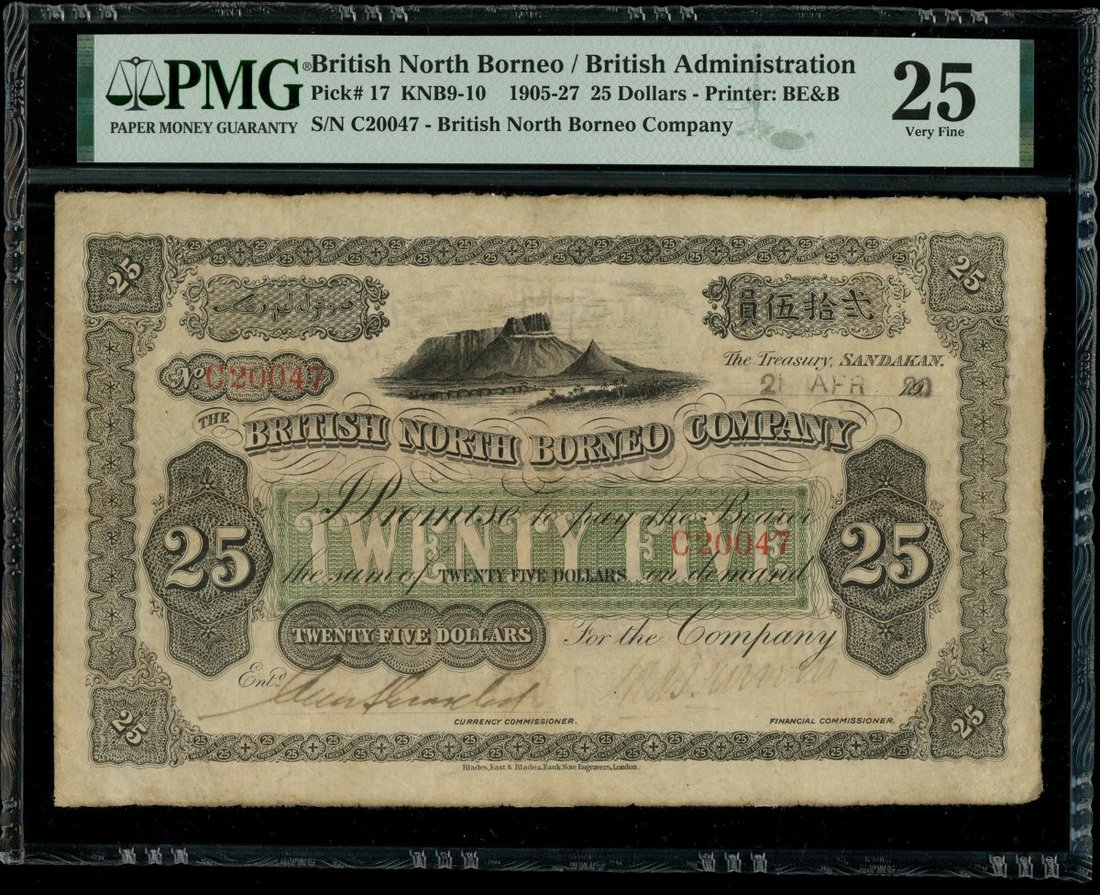 PMG
PAPER MONEY GUARANTY
British North Borneo / British Administration
Pick# 17 KNB9-10 1905-27 25 Dollars - Printer: BE&B
S/N C20047 - British North Borneo Company
25
Very Fine
25
25
員伍拾弍
The Treasury, SANDAKAN.
21 APR
No C20047
THE
BRITISH NORTH BORNEO COMPANY
I Promise to pay the Bearer
TWENTY FIVE
C20047
25
25
the sum of TWENTY FIVE DOLLARS on demand
TWENTY FIVE DOLLARS
For the Company
Entd.
CURRENCY COMMISSIONER.
FINANCIAL COMMISSIONER.
25
25
Blades, East & Blades, Bank Note Engravers, London.